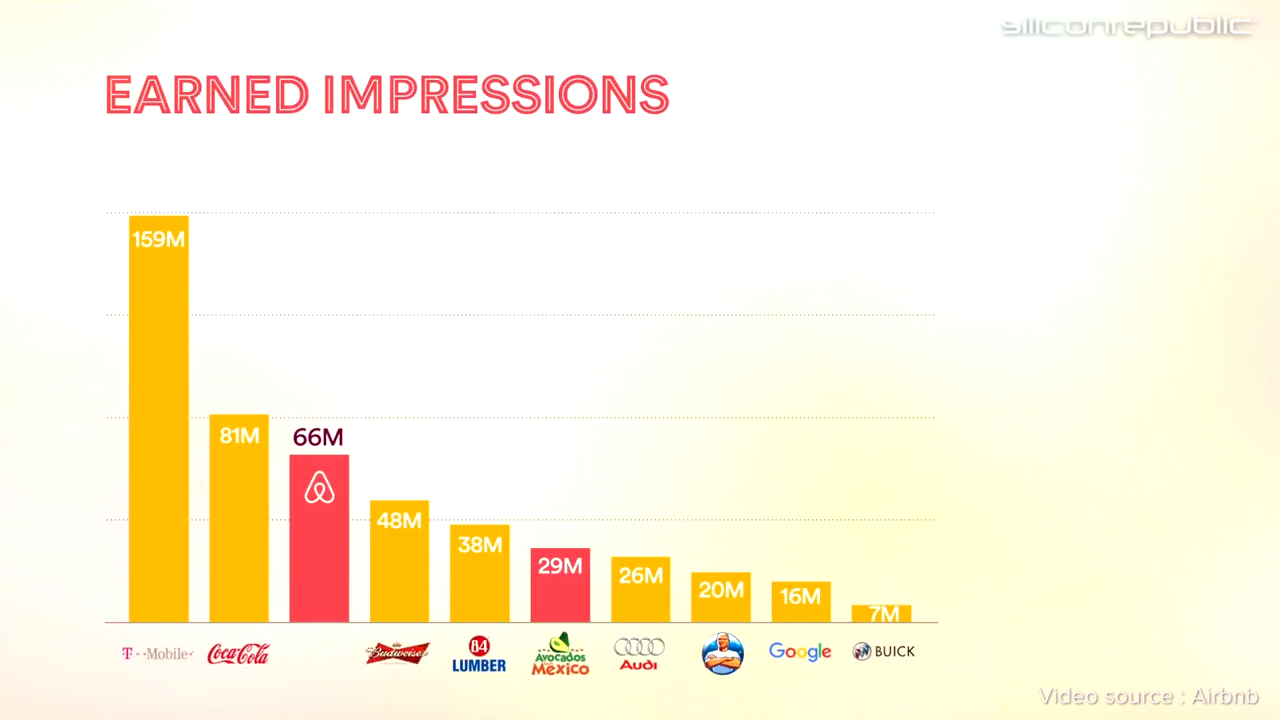 siliconrepublic
EARNED IMPRESSIONS
159M
81M
66M
48M
38M
29M
26M
20M
16M
7M
T··Mobile·
Coca-Cola
Budweiser
84
LUMBER
Avocados
from
Mexico
Audi
Google
BUICK
Video source : Airbnb